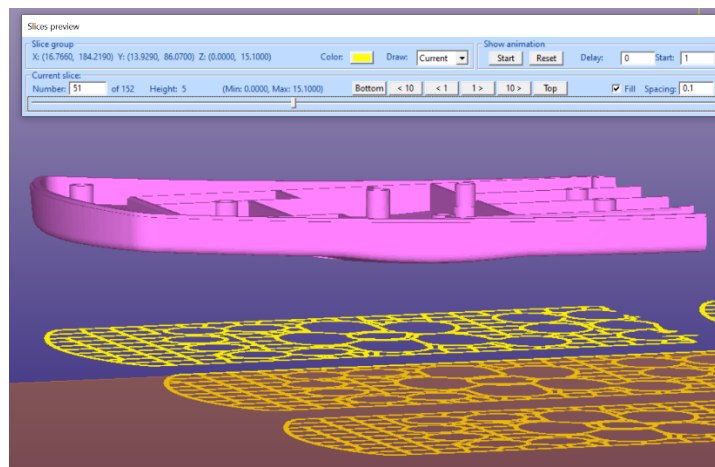 Slices preview
Slice group
Show animation
X: (16.7660, 184.2190) Y: (13.9290, 86.0700) Z: (0.0000, 15.1000) Color: Draw: Current Start Reset Delay: 0 Start: 1
Current slice:
Number: 51 of 152 Height: 5 (Min: 0.0000, Max: 15.1000) Bottom < 10 < 1 1 > 10 > Top Fill Spacing: 0.1